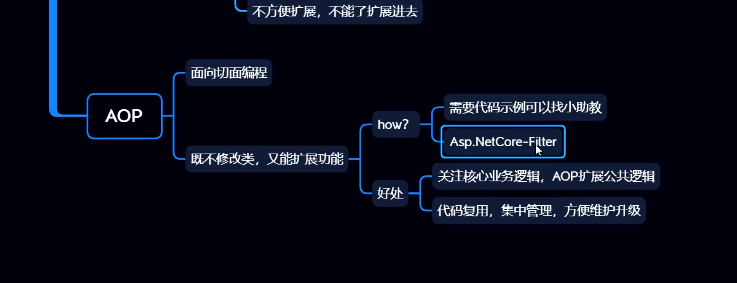 不方便扩展，不能了扩展进去
面向切面编程
AOP
how？
需要代码示例可以找小助教
Asp.NetCore-Filter
既不修改类，又能扩展功能
好处
关注核心业务逻辑，AOP扩展公共逻辑
代码复用，集中管理，方便维护升级